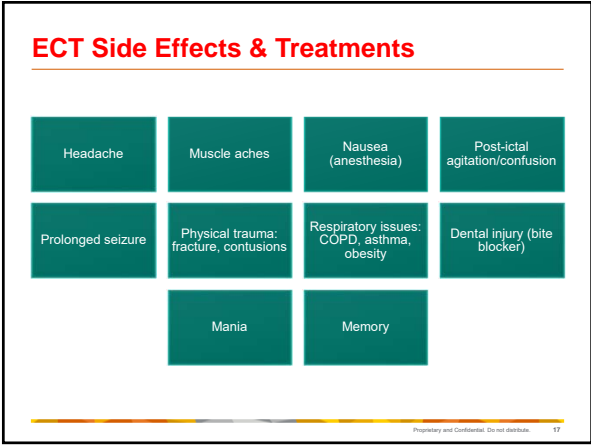 ECT Side Effects & Treatments
Headache
Muscle aches
Nausea
(anesthesia)
Post-ictal
agitation/confusion
Prolonged seizure
Physical trauma:
fracture, contusions
Respiratory issues:
COPD, asthma,
obesity
Dental injury (bite
blocker)
Mania
Memory
Proprietary and Confidential. Do not distribute. 17